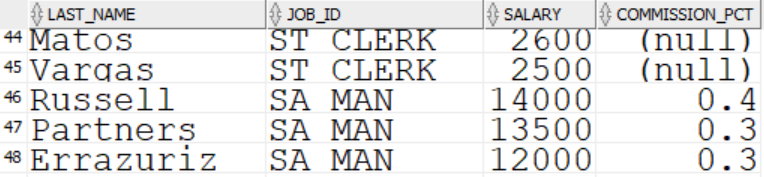 LAST_NAME JOB_ID SALARY COMMISSION_PCT
44 Matos ST CLERK 2600 (null)
45 Vargas ST CLERK 2500 (null)
46 Russell SA MAN 14000 0.4
47 Partners SA MAN 13500 0.3
48 Errazuriz SA MAN 12000 0.3